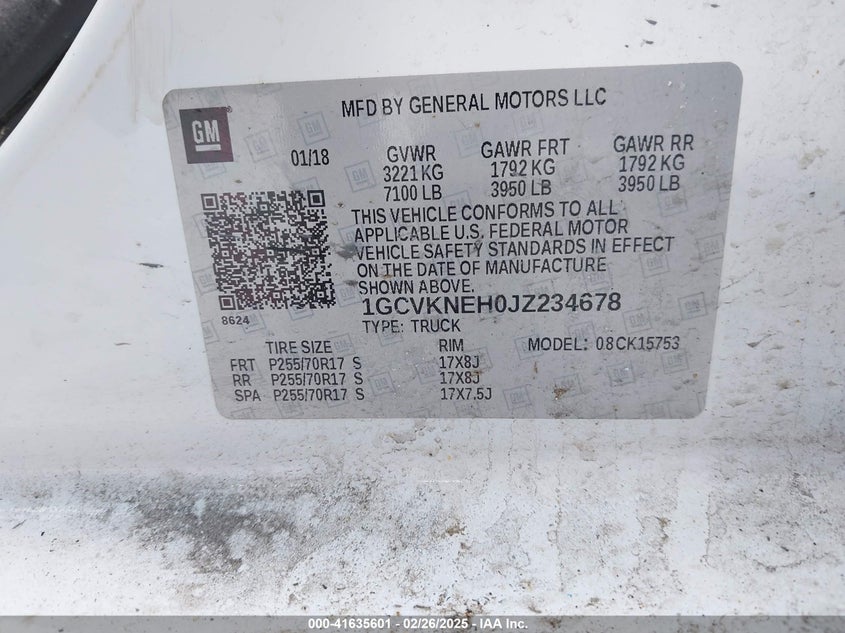 GM
MFD BY GENERAL MOTORS LLC
01/18 GVWR GAWR FRT GAWR RR
3221 KG 1792 KG 1792 KG
7100 LB 3950 LB 3950 LB
THIS VEHICLE CONFORMS TO ALL
APPLICABLE U.S. FEDERAL MOTOR
VEHICLE SAFETY STANDARDS IN EFFECT
ON THE DATE OF MANUFACTURE
SHOWN ABOVE.
8624
1GCVKNEH0JZ234678
TYPE: TRUCK
TIRE SIZE RIM MODEL: 08CK15753
FRT P255/70R17 S 17X8J
RR P255/70R17 S 17X8J
SPA P255/70R17 S 17X7.5J
000-41635601 - 02/26/2025 - IAA Inc.